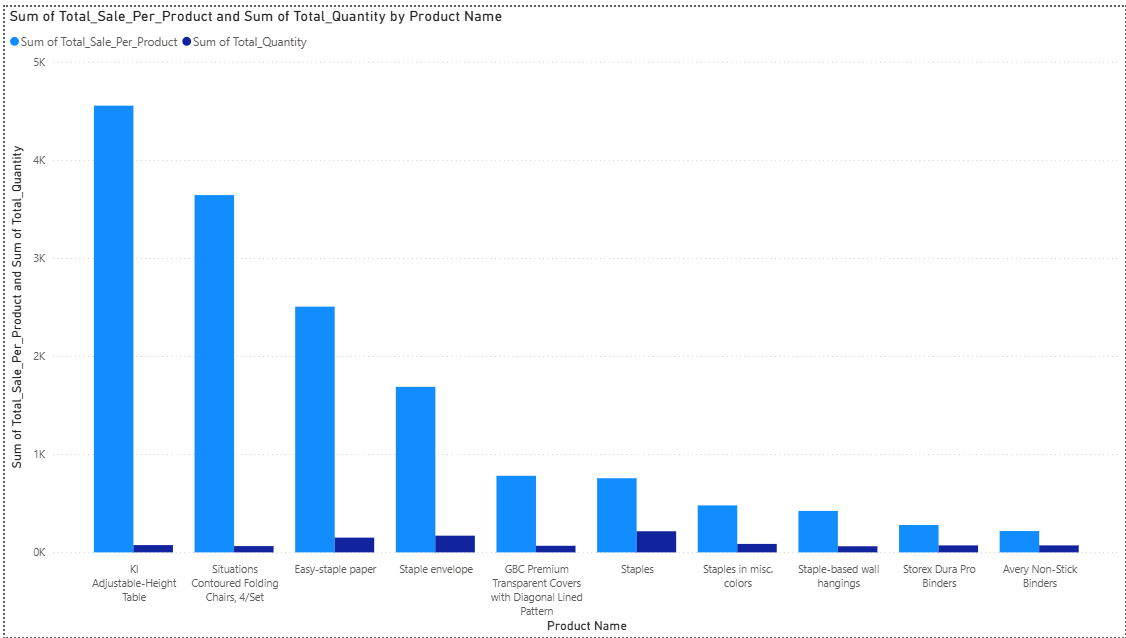 Sum of Total_Sale_Per_Product and Sum of Total_Quantity by Product Name
Sum of Total_Sale_Per_Product Sum of Total_Quantity
Sum of Total_Sale_Per_Product and Sum of Total_Quantity
5K
4K
3K
2K
1K
0K
KI
Adjustable-Height
Table
Situations
Contoured Folding
Chairs, 4/Set
Easy-staple paper
Staple envelope
GBC Premium
Transparent Covers
with Diagonal Lined
Pattern
Staples
Staples in misc.
colors
Staple-based wall
hangings
Storex Dura Pro
Binders
Avery Non-Stick
Binders
Product Name